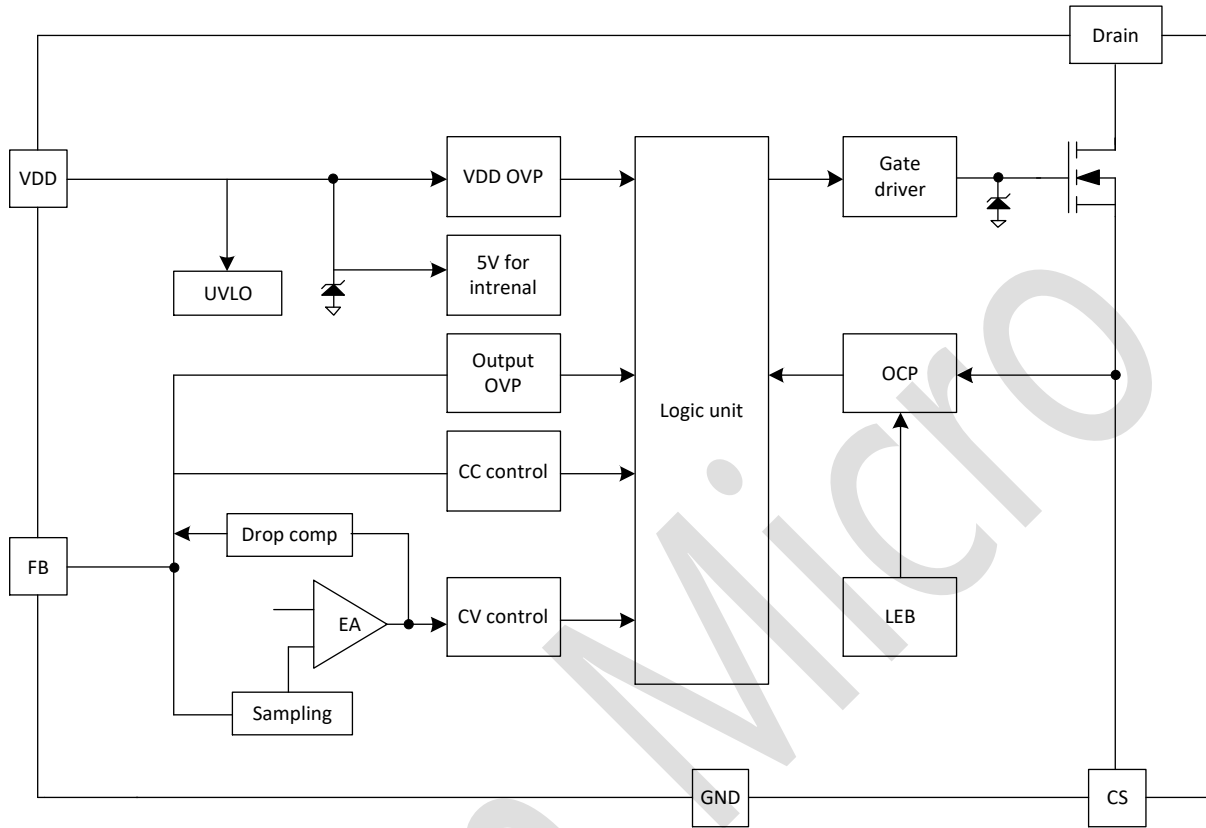 Drain
VDD
VDD OVP
Gate
driver
UVLO
5V for
intrenal
Output
OVP
Logic unit
OCP
CC control
Drop comp
FB
EA
CV control
LEB
Sampling
GND
CS
Micro